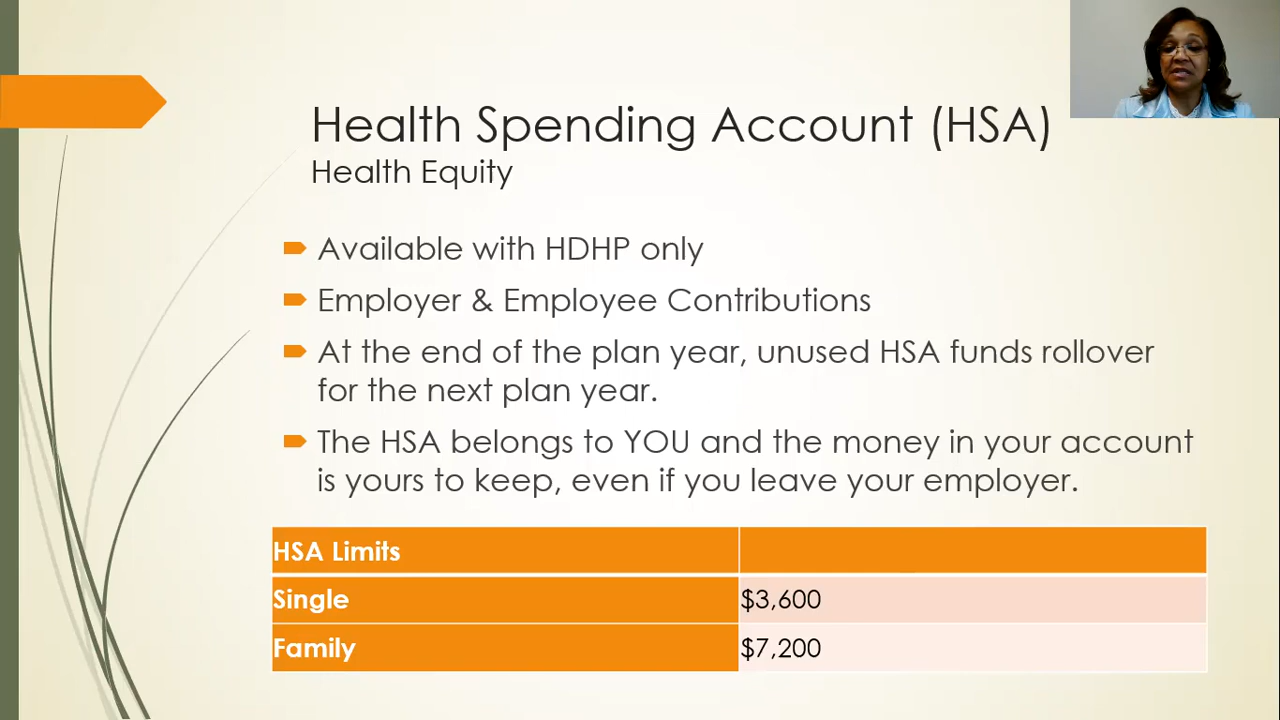 Health Spending Account (HSA)
Health Equity
Available with HDHP only
Employer & Employee Contributions
At the end of the plan year, unused HSA funds rollover
for the next plan year.
The HSA belongs to YOU and the money in your account
is yours to keep, even if you leave your employer.
HSA Limits
Single $3,600
Family $7,200